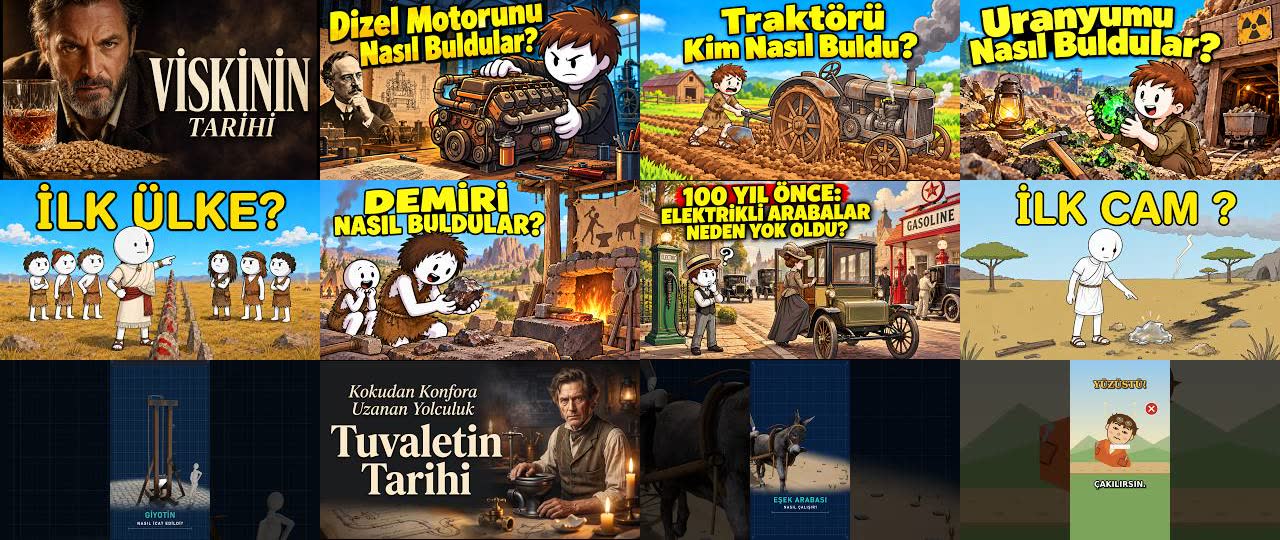 VİSKİNİN
TARİHİ
Dizel Motorunu
Nasıl Buldular?
Traktörü
Kim Nasıl Buldu?
Uranyumu
Nasıl Buldular?
İLK ÜLKE?
DEMİRİ
NASIL BULDULAR?
100 YIL ÖNCE:
ELEKTRİKLİ ARABALAR
NEDEN YOK OLDU?
GASOLINE
İLK CAM ?
GİYOTİN
NASIL İCAT EDİLDİ?
Kokudan Konfora
Uzanan Yolculuk
Tuvaletin
Tarihi
EŞEK ARABASI
NASIL ÇALIŞIR?
YÜZÜSTÜ!
ÇAKILIRSIN.